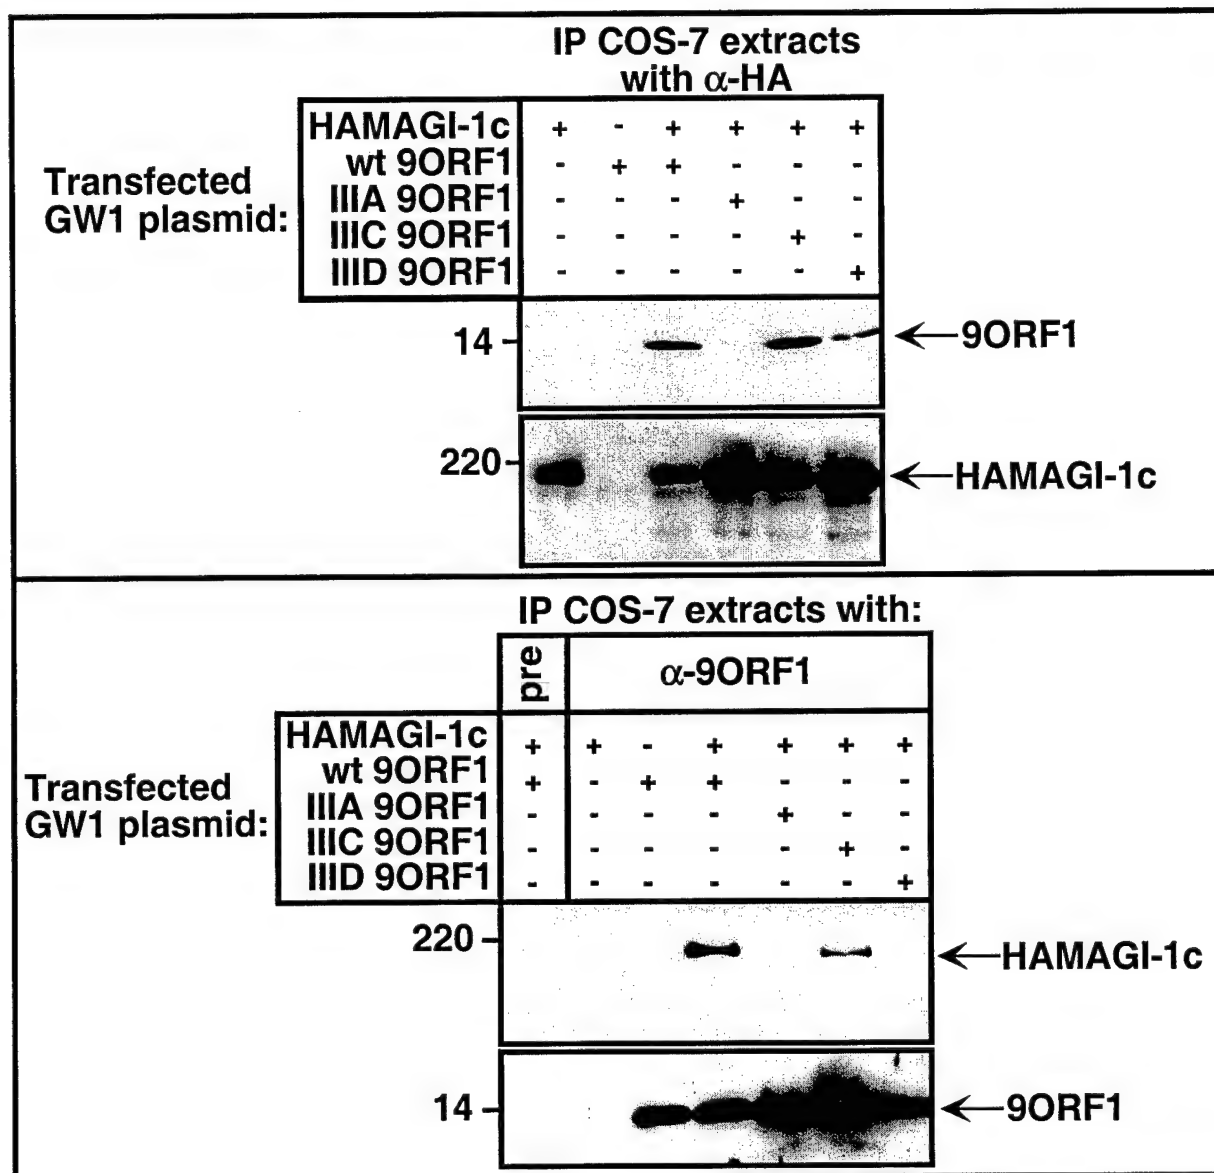 IP COS-7 extracts
with α-HA
Transfected
GW1 plasmid:
HAMAGI-1c + - + + + +
wt 9ORF1 - + + - - -
IIIA 9ORF1 - - - + - -
IIIC 9ORF1 - - - - + -
IIID 9ORF1 - - - - - +
14
9ORF1
220
HAMAGI-1c
IP COS-7 extracts with:
pre
α-9ORF1
Transfected
GW1 plasmid:
HAMAGI-1c + + - + + + +
wt 9ORF1 + - + + - - -
IIIA 9ORF1 - - - - + - -
IIIC 9ORF1 - - - - - + -
IIID 9ORF1 - - - - - - +
220
HAMAGI-1c
14
9ORF1